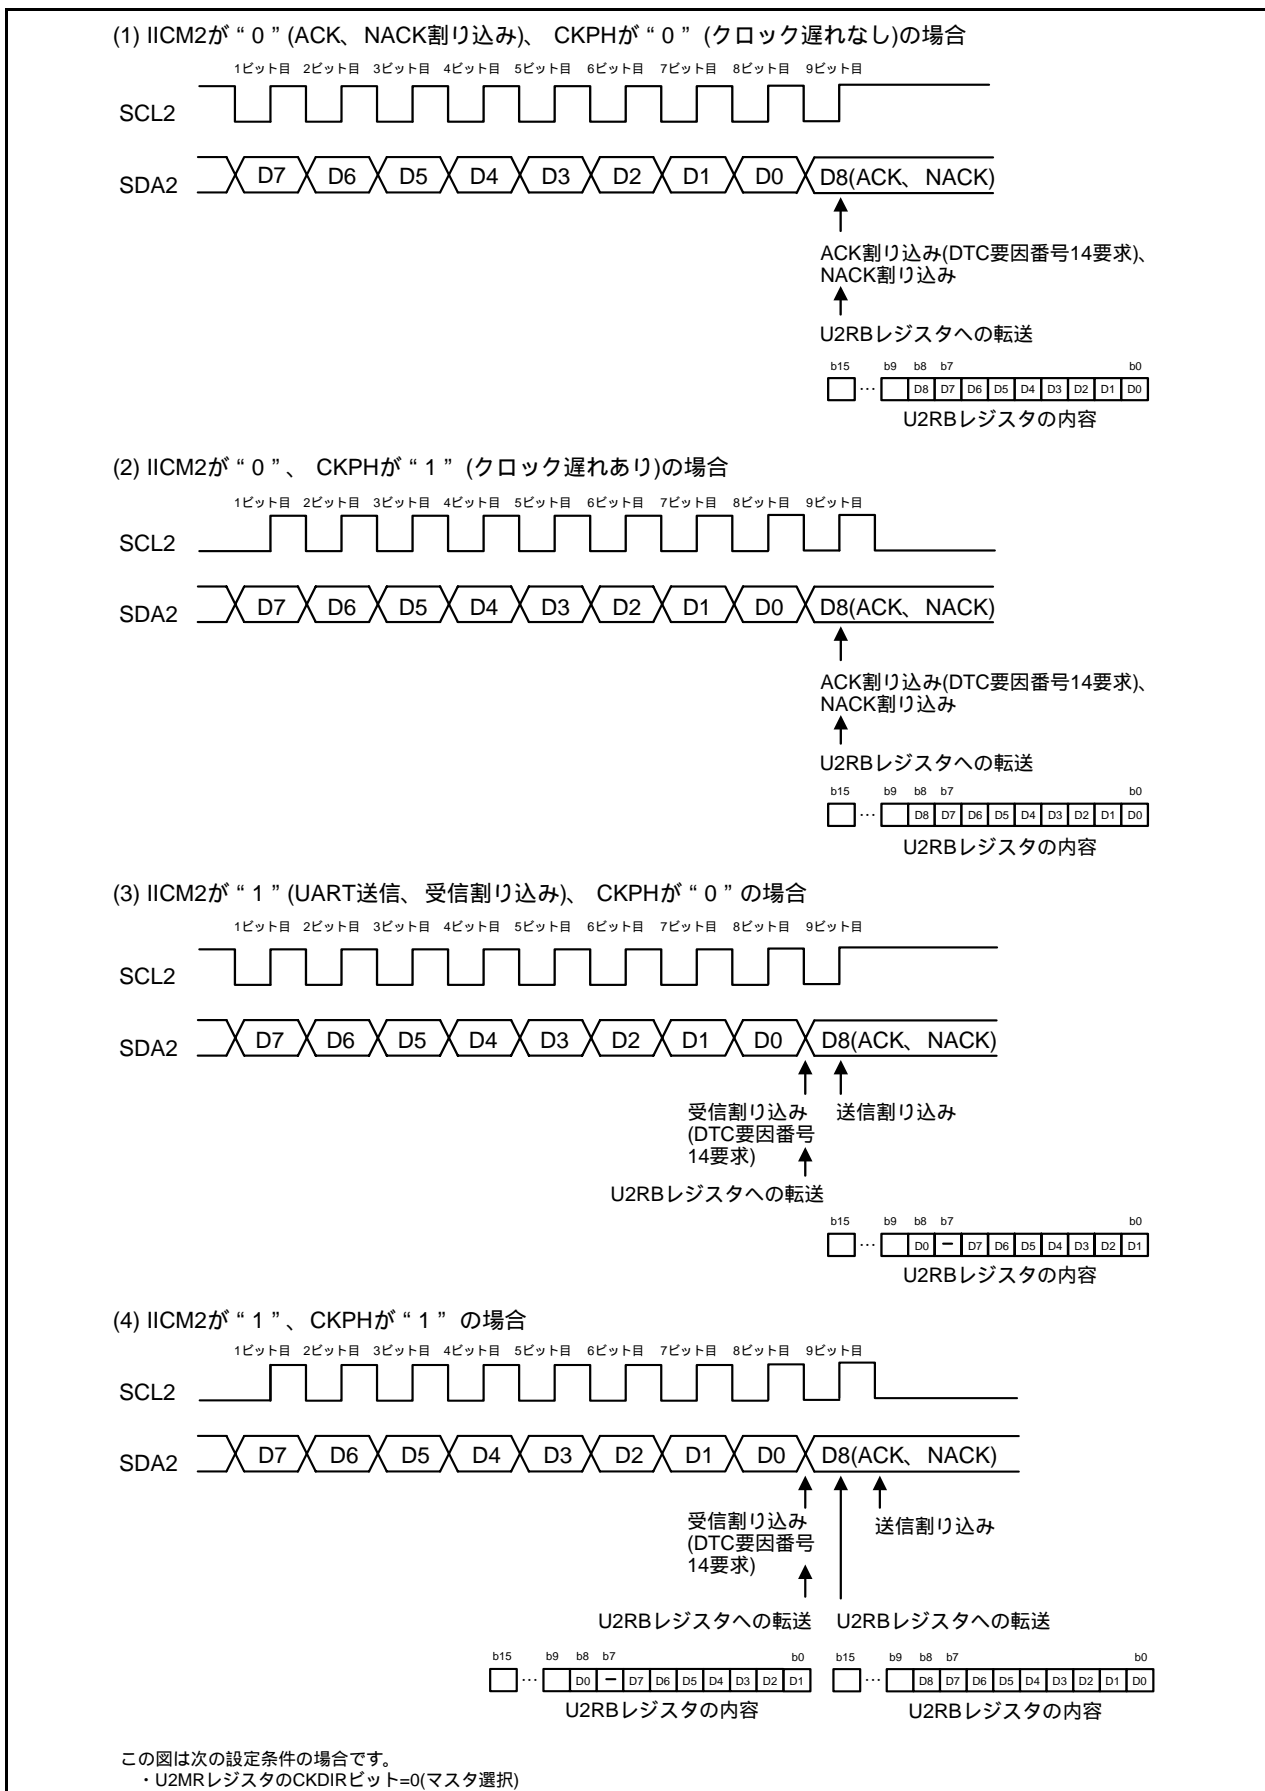 (1) IICM2が“0”(ACK、NACK割り込み)、 CKPHが“0” (クロック遅れなし)の場合
1ビット目 2ビット目 3ビット目 4ビット目 5ビット目 6ビット目 7ビット目 8ビット目 9ビット目
SCL2
SDA2 D7 D6 D5 D4 D3 D2 D1 D0 D8(ACK、 NACK)
ACK割り込み(DTC要因番号14要求)、
NACK割り込み
U2RBレジスタへの転送
b15 b9 b8 b7 b0
… D8 D7 D6 D5 D4 D3 D2 D1 D0
U2RBレジスタの内容
(2) IICM2が“0”、 CKPHが“1” (クロック遅れあり)の場合
1ビット目 2ビット目 3ビット目 4ビット目 5ビット目 6ビット目 7ビット目 8ビット目 9ビット目
SCL2
SDA2 D7 D6 D5 D4 D3 D2 D1 D0 D8(ACK、 NACK)
ACK割り込み(DTC要因番号14要求)、
NACK割り込み
U2RBレジスタへの転送
b15 b9 b8 b7 b0
… D8 D7 D6 D5 D4 D3 D2 D1 D0
U2RBレジスタの内容
(3) IICM2が“1”(UART送信、受信割り込み)、 CKPHが“0”の場合
1ビット目 2ビット目 3ビット目 4ビット目 5ビット目 6ビット目 7ビット目 8ビット目 9ビット目
SCL2
SDA2 D7 D6 D5 D4 D3 D2 D1 D0 D8(ACK、 NACK)
受信割り込み 送信割り込み
(DTC要因番号
14要求)
U2RBレジスタへの転送
b15 b9 b8 b7 b0
… D0 − D7 D6 D5 D4 D3 D2 D1
U2RBレジスタの内容
(4) IICM2が“1”、CKPHが“1” の場合
1ビット目 2ビット目 3ビット目 4ビット目 5ビット目 6ビット目 7ビット目 8ビット目 9ビット目
SCL2
SDA2 D7 D6 D5 D4 D3 D2 D1 D0 D8(ACK、 NACK)
受信割り込み 送信割り込み
(DTC要因番号
14要求)
U2RBレジスタへの転送 U2RBレジスタへの転送
b15 b9 b8 b7 b0 b15 b9 b8 b7 b0
… D0 − D7 D6 D5 D4 D3 D2 D1 … D8 D7 D6 D5 D4 D3 D2 D1 D0
U2RBレジスタの内容 U2RBレジスタの内容
この図は次の設定条件の場合です。
・U2MRレジスタのCKDIRビット=0(マスタ選択)